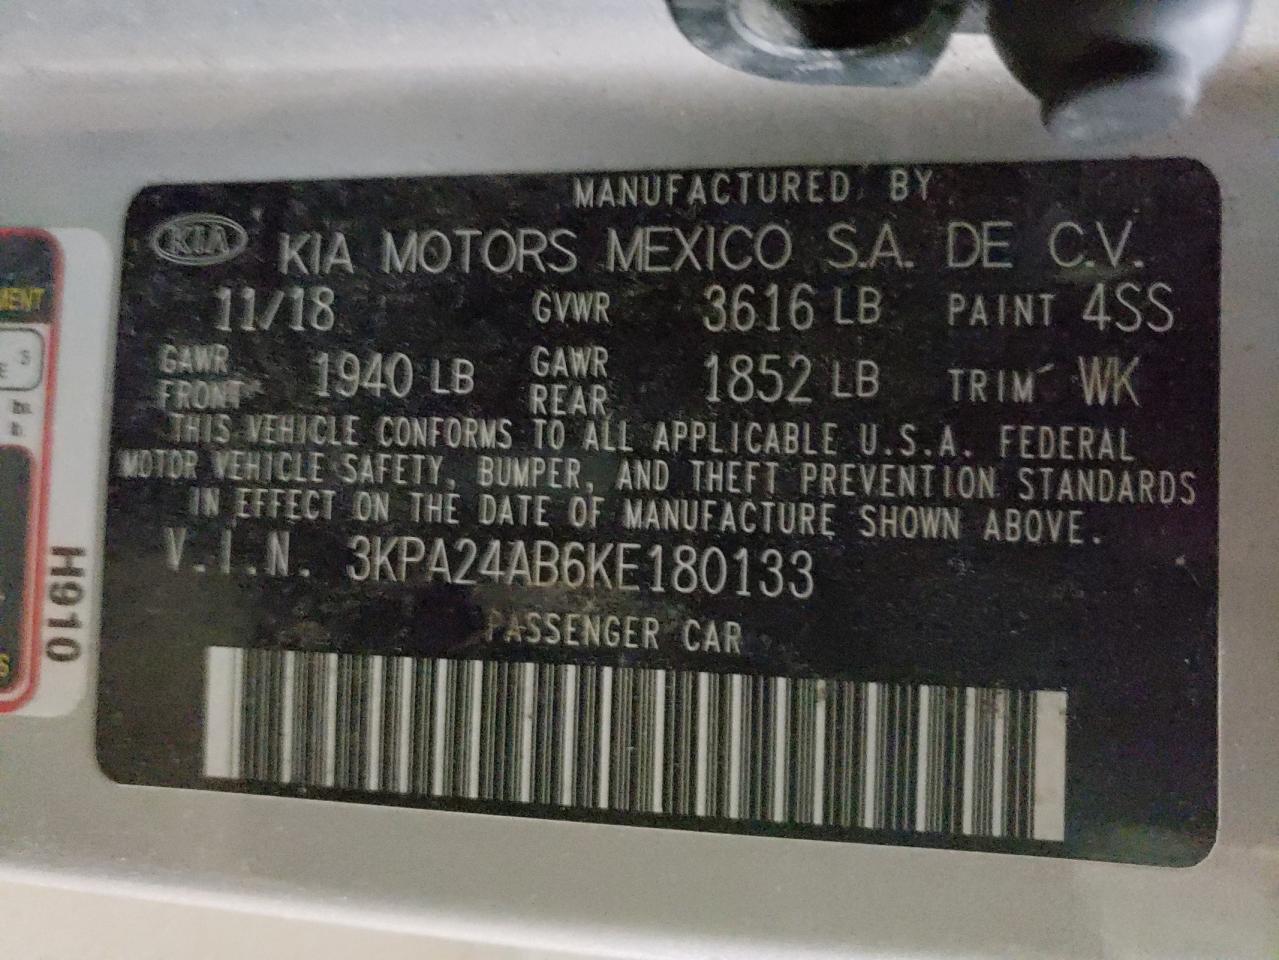 MANUFACTURED BY
KIA KIA MOTORS MEXICO S.A. DE C.V.
11/18 GVWR 3616 LB PAINT 4SS
GAWR FRONT 1940 LB GAWR REAR 1852 LB TRIM WK
THIS VEHICLE CONFORMS TO ALL APPLICABLE U.S.A. FEDERAL
MOTOR VEHICLE SAFETY, BUMPER, AND THEFT PREVENTION STANDARDS
IN EFFECT ON THE DATE OF MANUFACTURE SHOWN ABOVE.
V.I.N. 3KPA24AB6KE180133
PASSENGER CAR
H910